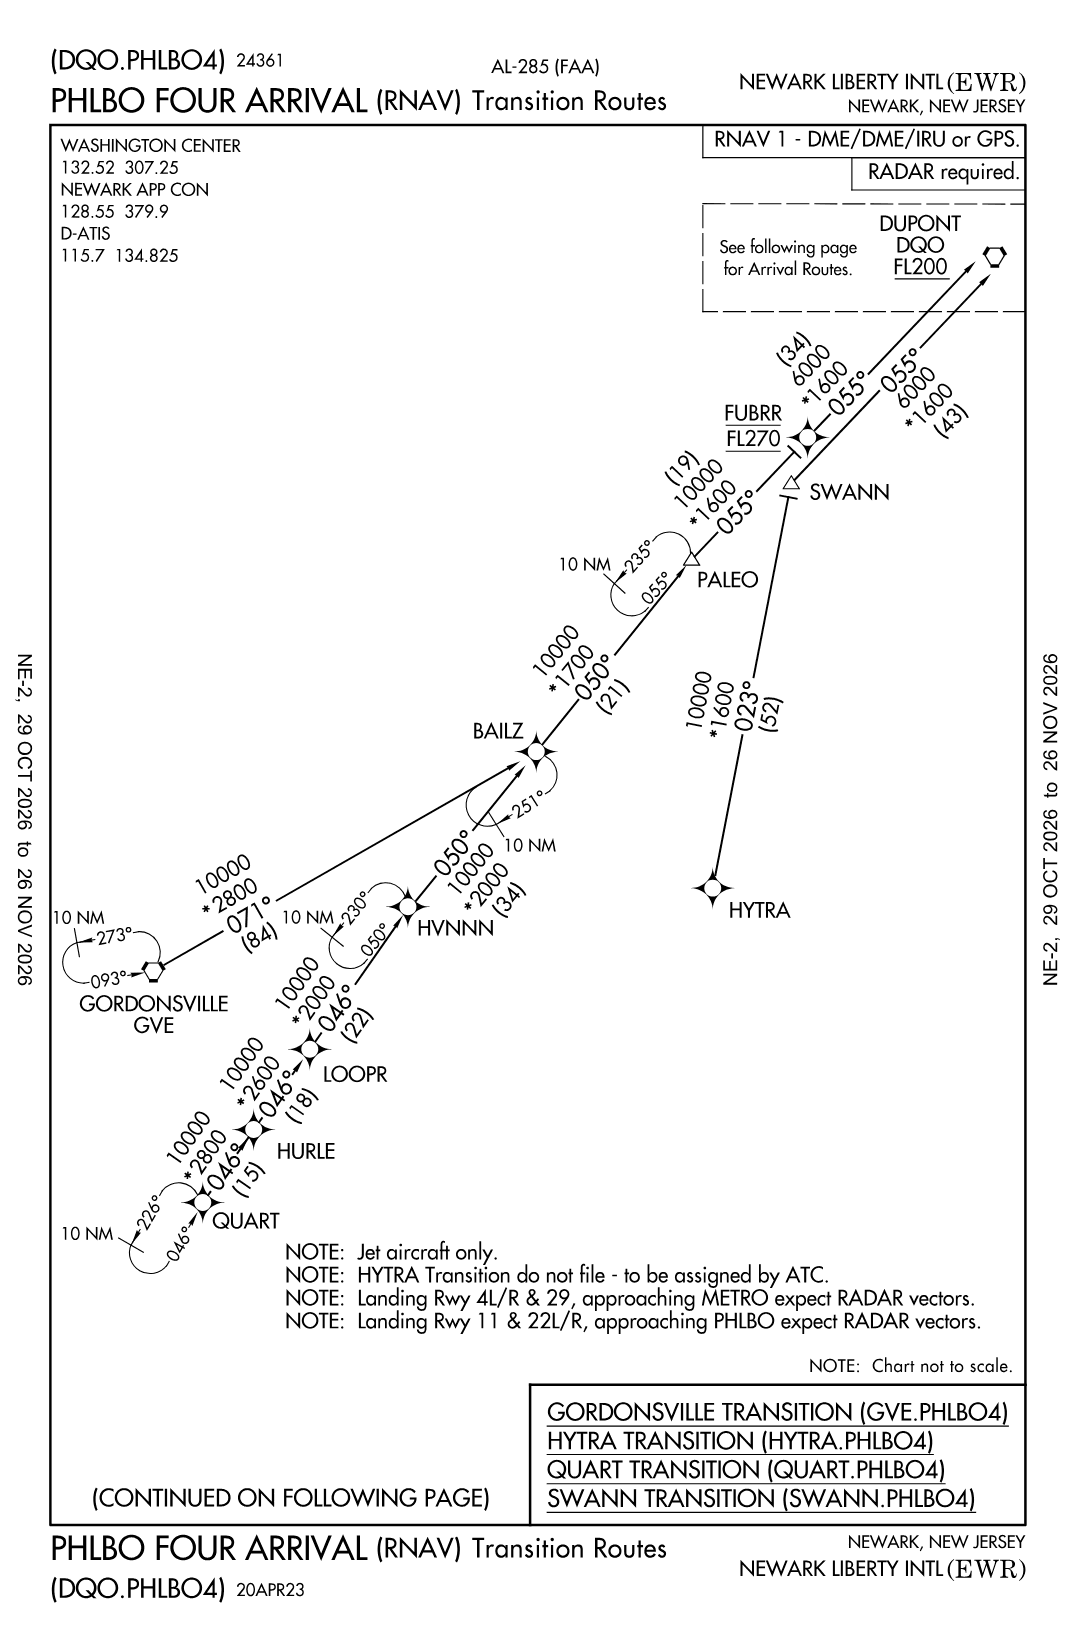 (DQO.PHLBO4) 24361
AL-285 (FAA)
NEWARK LIBERTY INTL (EWR)
PHLBO FOUR ARRIVAL (RNAV) Transition Routes
NEWARK, NEW JERSEY
WASHINGTON CENTER
132.52 307.25
NEWARK APP CON
128.55 379.9
D-ATIS
115.7 134.825
RNAV 1 - DME/DME/IRU or GPS.
RADAR required.
See following page
for Arrival Routes.
DUPONT
DQO
FL200
(34)
6000
*1600
055°
055°
6000
*1600
(43)
FUBRR
FL270
(19)
10000
*1600
055°
SWANN
10 NM
235°
055°
PALEO
10000
*1700
050°
(21)
10000
*1600
023°
(52)
BAILZ
251°
10 NM
050°
10000
*2000
(34)
10000
*2800
071°
(84)
HYTRA
10 NM
230°
050°
HVNNN
10 NM
273°
093°
GORDONSVILLE
GVE
10000
*2000
046°
(22)
LOOPR
10000
*2600
046°
(18)
HURLE
10000
*2800
046°
(15)
QUART
10 NM
226°
046°
NOTE: Jet aircraft only.
NOTE: HYTRA Transition do not file - to be assigned by ATC.
NOTE: Landing Rwy 4L/R & 29, approaching METRO expect RADAR vectors.
NOTE: Landing Rwy 11 & 22L/R, approaching PHLBO expect RADAR vectors.
NOTE: Chart not to scale.
GORDONSVILLE TRANSITION (GVE.PHLBO4)
HYTRA TRANSITION (HYTRA.PHLBO4)
QUART TRANSITION (QUART.PHLBO4)
SWANN TRANSITION (SWANN.PHLBO4)
(CONTINUED ON FOLLOWING PAGE)
PHLBO FOUR ARRIVAL (RNAV) Transition Routes
NEWARK, NEW JERSEY
(DQO.PHLBO4) 20APR23
NEWARK LIBERTY INTL (EWR)
NE-2, 29 OCT 2026 to 26 NOV 2026
NE-2, 29 OCT 2026 to 26 NOV 2026